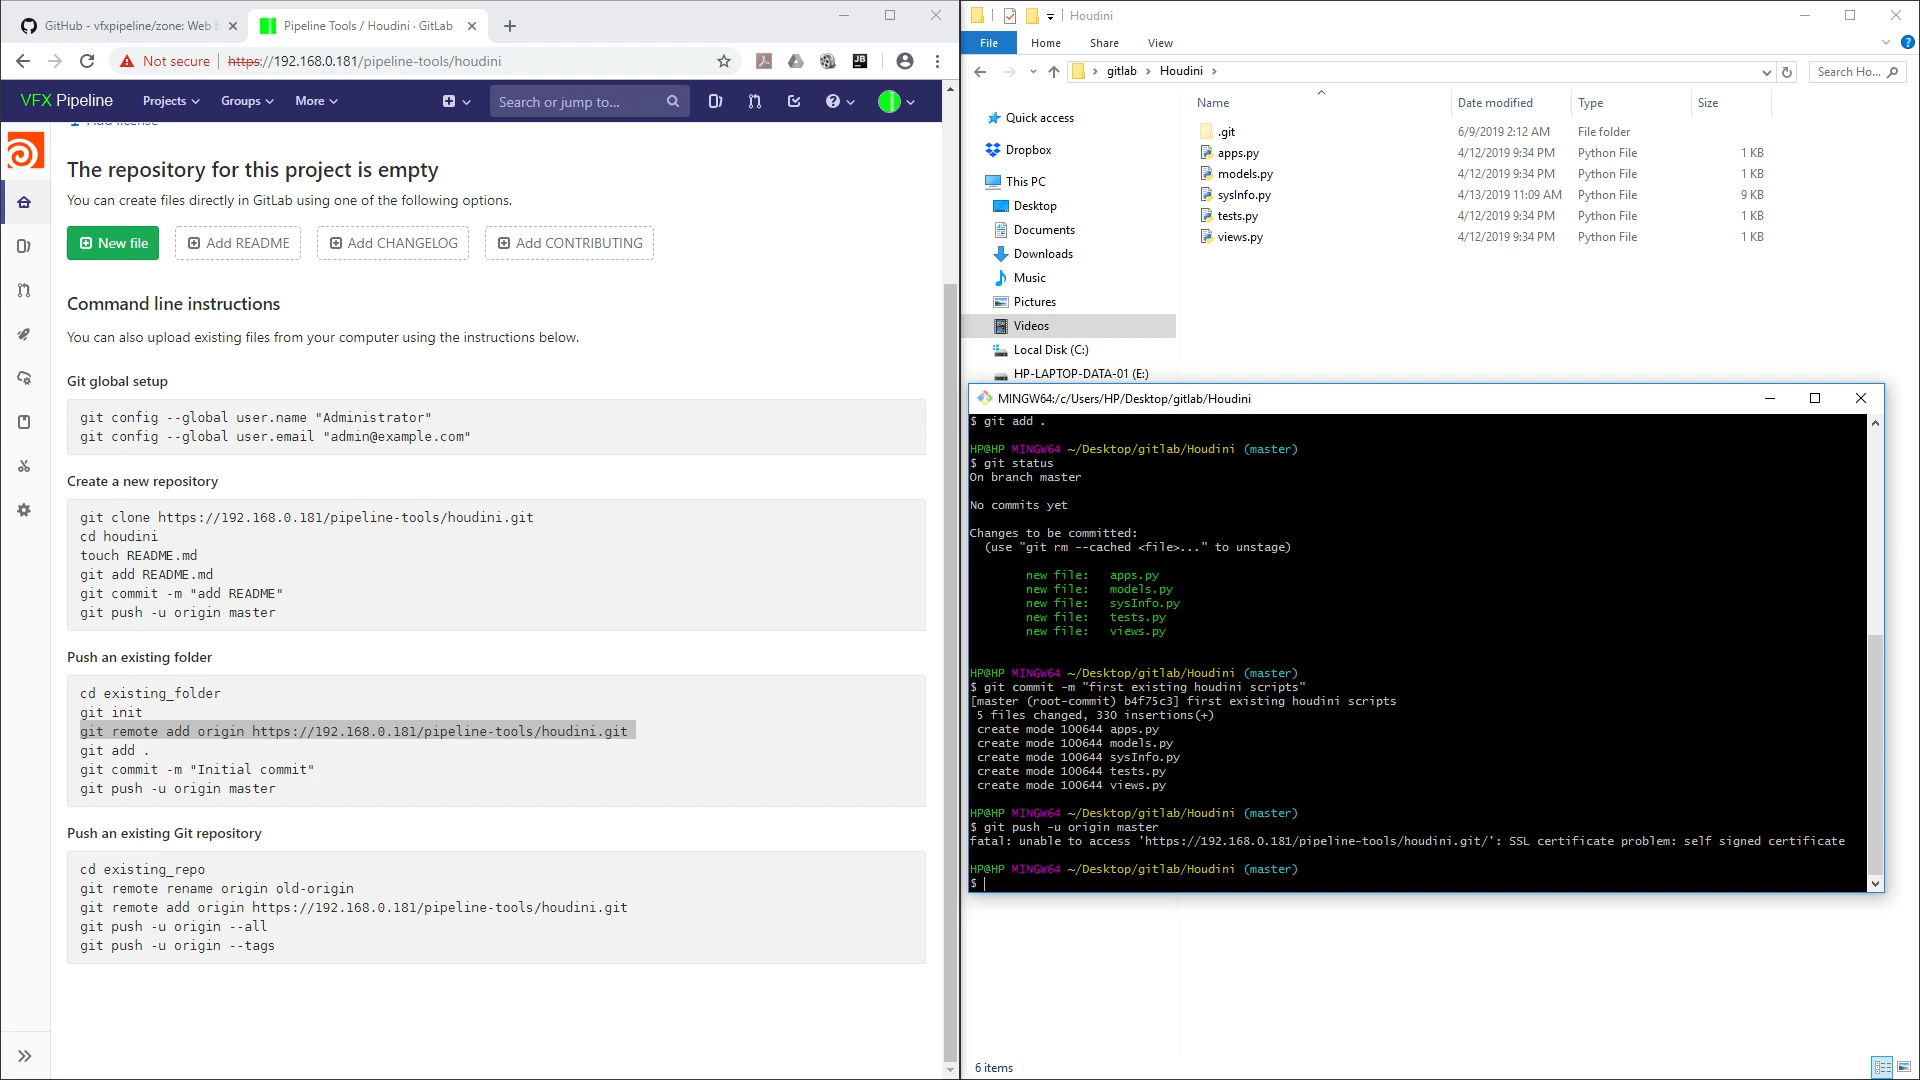 GitHub - vfxpipeline/zone: Web b
Pipeline Tools / Houdini · GitLab
Not secure
https://192.168.0.181/pipeline-tools/houdini
JB
VFX Pipeline
Projects
Groups
More
Search or jump to...
Add license
The repository for this project is empty
You can create files directly in GitLab using one of the following options.
New file
Add README
Add CHANGELOG
Add CONTRIBUTING
Command line instructions
You can also upload existing files from your computer using the instructions below.
Git global setup
git config --global user.name "Administrator"
git config --global user.email "admin@example.com"
Create a new repository
git clone https://192.168.0.181/pipeline-tools/houdini.git
cd houdini
touch README.md
git add README.md
git commit -m "add README"
git push -u origin master
Push an existing folder
cd existing_folder
git init
git remote add origin https://192.168.0.181/pipeline-tools/houdini.git
git add .
git commit -m "Initial commit"
git push -u origin master
Push an existing Git repository
cd existing_repo
git remote rename origin old-origin
git remote add origin https://192.168.0.181/pipeline-tools/houdini.git
git push -u origin --all
git push -u origin --tags
Houdini
File
Home
Share
View
gitlab
Houdini
Search Ho...
Name
Date modified
Type
Size
Quick access
Dropbox
This PC
Desktop
Documents
Downloads
Music
Pictures
Videos
Local Disk (C:)
HP-LAPTOP-DATA-01 (E:)
.git 6/9/2019 2:12 AM File folder
apps.py 4/12/2019 9:34 PM Python File 1 KB
models.py 4/12/2019 9:34 PM Python File 1 KB
sysInfo.py 4/13/2019 11:09 AM Python File 9 KB
tests.py 4/12/2019 9:34 PM Python File 1 KB
views.py 4/12/2019 9:34 PM Python File 1 KB
MINGW64:/c/Users/HP/Desktop/gitlab/Houdini
$ git add .
HP@HP MINGW64 ~/Desktop/gitlab/Houdini (master)
$ git status
On branch master
No commits yet
Changes to be committed:
(use "git rm --cached <file>..." to unstage)
new file: apps.py
new file: models.py
new file: sysInfo.py
new file: tests.py
new file: views.py
HP@HP MINGW64 ~/Desktop/gitlab/Houdini (master)
$ git commit -m "first existing houdini scripts"
[master (root-commit) b4f75c3] first existing houdini scripts
5 files changed, 330 insertions(+)
create mode 100644 apps.py
create mode 100644 models.py
create mode 100644 sysInfo.py
create mode 100644 tests.py
create mode 100644 views.py
HP@HP MINGW64 ~/Desktop/gitlab/Houdini (master)
$ git push -u origin master
fatal: unable to access 'https://192.168.0.181/pipeline-tools/houdini.git/': SSL certificate problem: self signed certificate
HP@HP MINGW64 ~/Desktop/gitlab/Houdini (master)
$
6 items